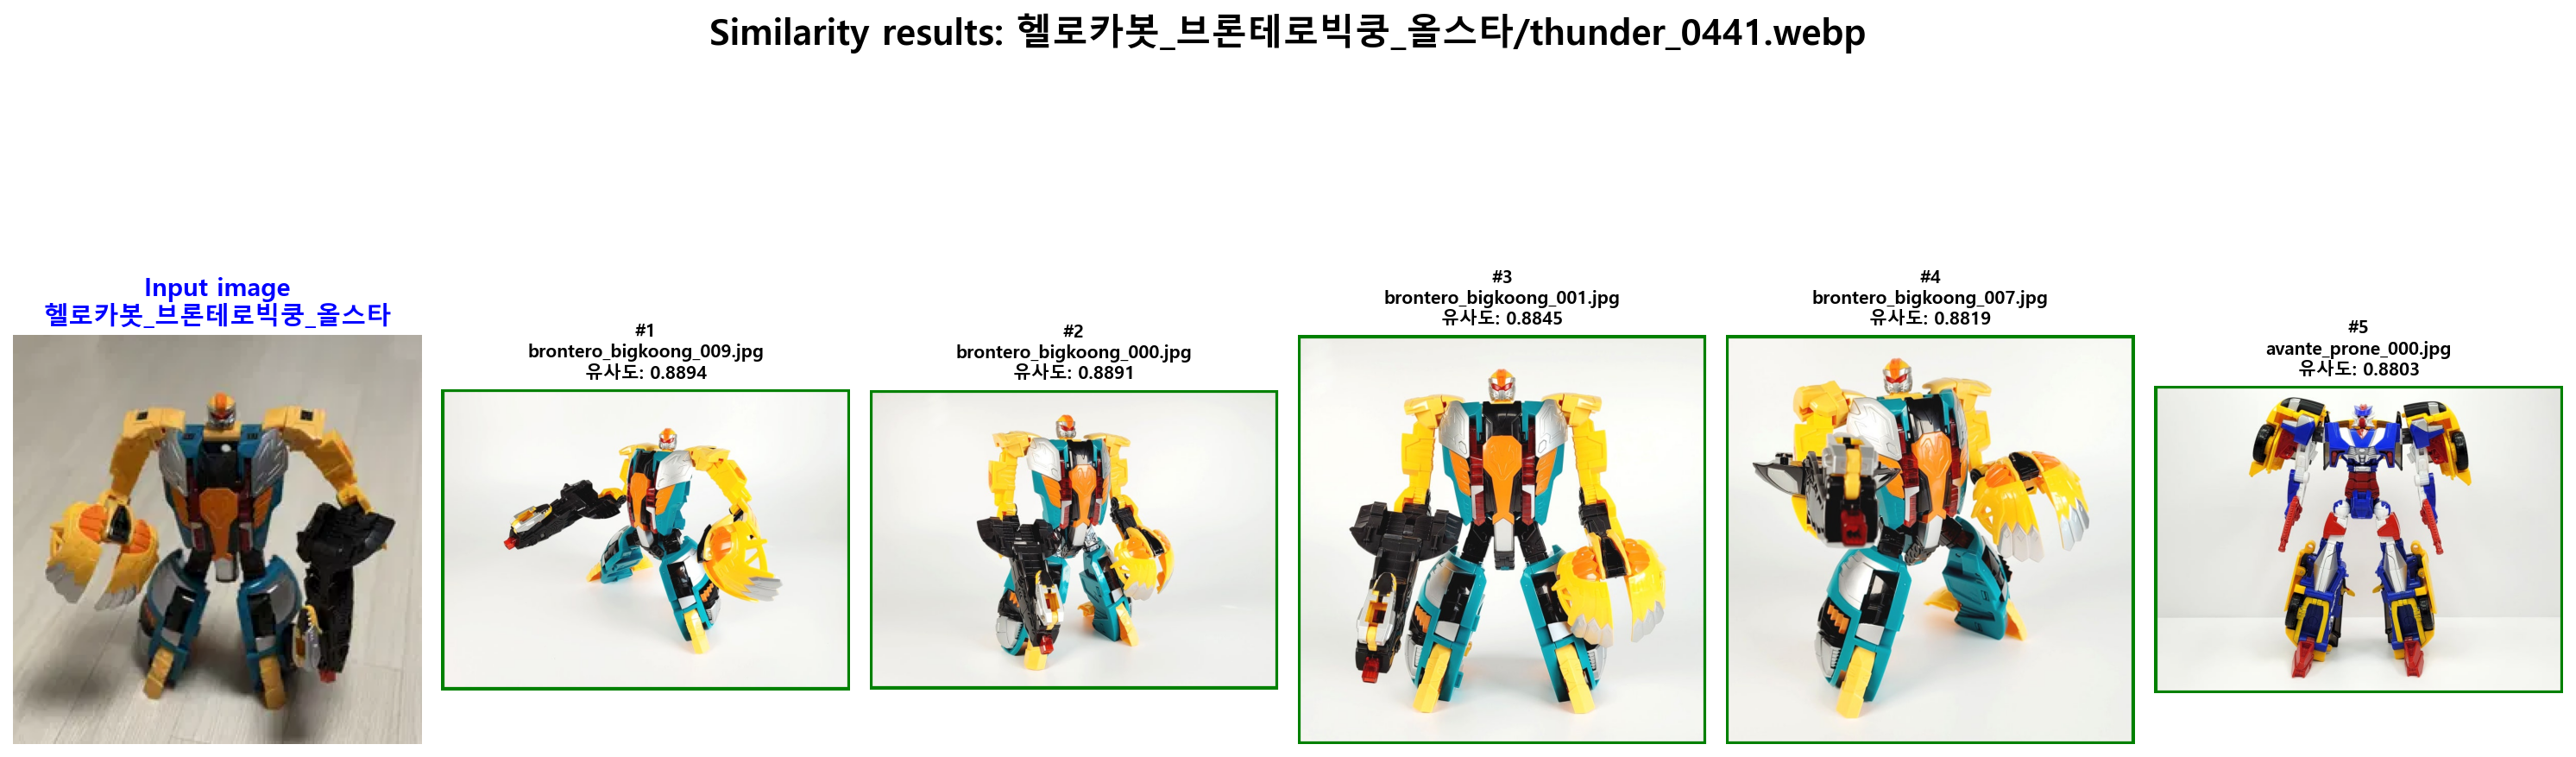 Similarity results: 헬로카봇_브론테로빅쿵_올스타/thunder_0441.webp
Input image
헬로카봇_브론테로빅쿵_올스타
#1
brontero_bigkoong_009.jpg
유사도: 0.8894
#2
brontero_bigkoong_000.jpg
유사도: 0.8891
#3
brontero_bigkoong_001.jpg
유사도: 0.8845
#4
brontero_bigkoong_007.jpg
유사도: 0.8819
#5
avante_prone_000.jpg
유사도: 0.8803